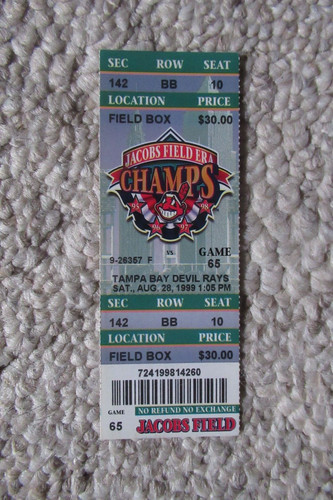 SEC ROW SEAT
142 BB 10
LOCATION PRICE
FIELD BOX $30.00
JACOBS FIELD ERA
CHAMPS
95 98
96 97
vs.
9-26357 F GAME
65
TAMPA BAY DEVIL RAYS
SAT., AUG. 28, 1999 1:05 PM
SEC ROW SEAT
142 BB 10
LOCATION PRICE
FIELD BOX $30.00
724199814260
GAME NO REFUND NO EXCHANGE
65 JACOBS FIELD